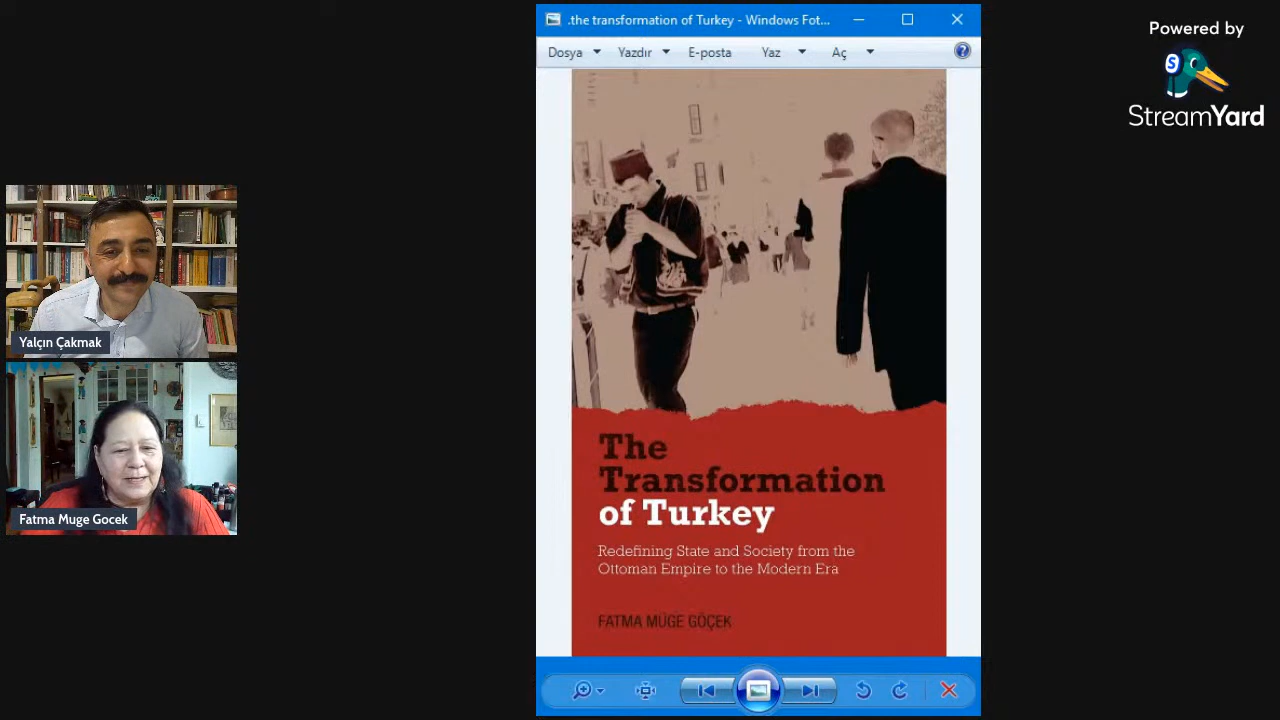 .the transformation of Turkey - Windows Fot...
Dosya Yazdır E-posta Yaz Aç
Powered by
StreamYard
Yalçın Çakmak
Fatma Muge Gocek
The
Transformation
of Turkey
Redefining State and Society from the
Ottoman Empire to the Modern Era
FATMA MÜGE GÖÇEK